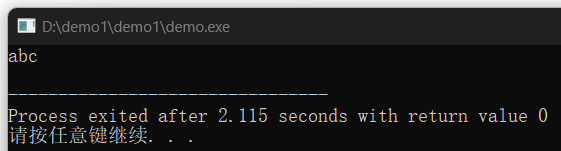 D:\demo1\demo1\demo.exe
abc
--------------------------------
Process exited after 2.115 seconds with return value 0
请按任意键继续. . .